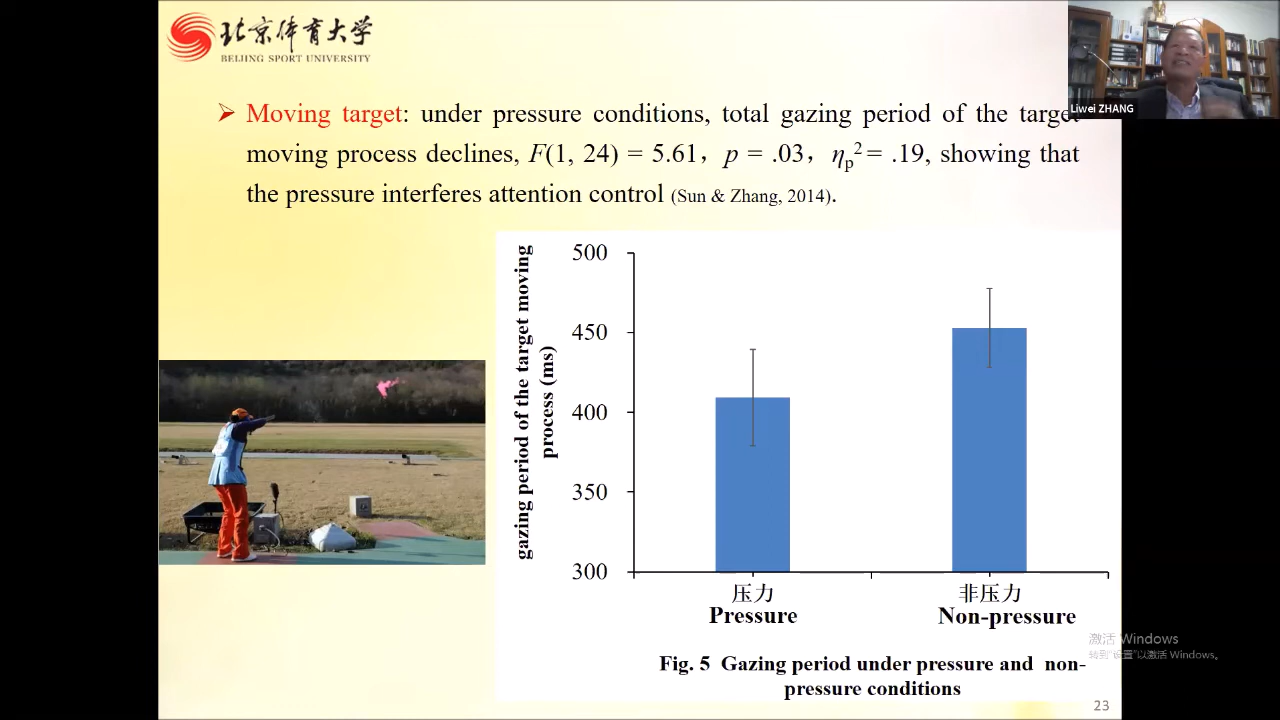 北京体育大学
BEIJING SPORT UNIVERSITY
Liwei ZHANG
➢ Moving target: under pressure conditions, total gazing period of the target
moving process declines, F(1, 24) = 5.61，p = .03，ηp² = .19, showing that
the pressure interferes attention control (Sun & Zhang, 2014).
gazing period of the target moving
process (ms)
500
450
400
350
300
压力
Pressure
非压力
Non-pressure
Fig. 5 Gazing period under pressure and non-
pressure conditions
激活 Windows
转到"设置"以激活 Windows。
23